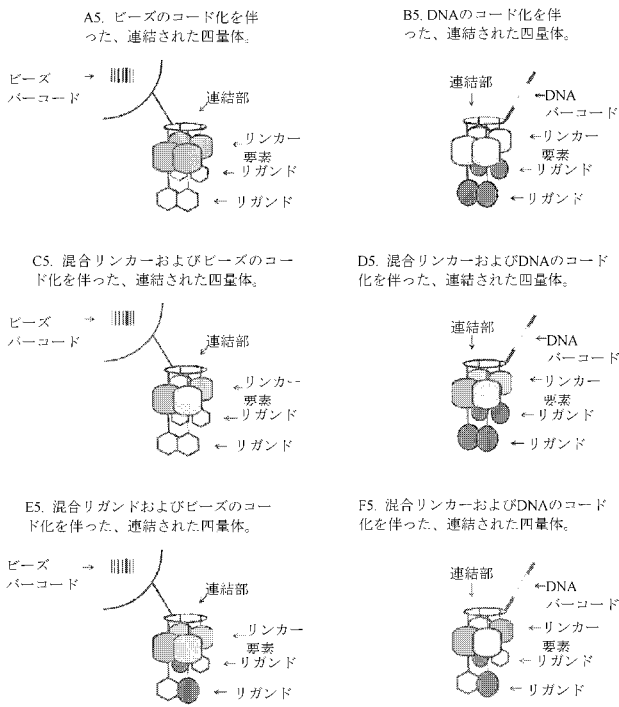 A5. ビーズのコード化を伴
った、連結された四量体。
ビーズ
バーコード
連結部
リンカー
要素
リガンド
リガンド
B5. DNAのコード化を伴
った、連結された四量体。
連結部
DNA
バーコード
リンカー
要素
リガンド
リガンド
C5. 混合リンカーおよびビーズのコー
ド化を伴った、連結された四量体。
ビーズ
バーコード
連結部
リンカー
要素
リガンド
リガンド
D5. 混合リンカーおよびDNAのコード
化を伴った、連結された四量体。
連結部
DNA
バーコード
リンカー
要素
リガンド
リガンド
E5. 混合リガンドおよびビーズのコー
ド化を伴った、連結された四量体。
ビーズ
バーコード
連結部
リンカー
要素
リガンド
リガンド
F5. 混合リンカーおよびDNAのコード
化を伴った、連結された四量体。
連結部
DNA
バーコード
リンカー
要素
リガンド
リガンド